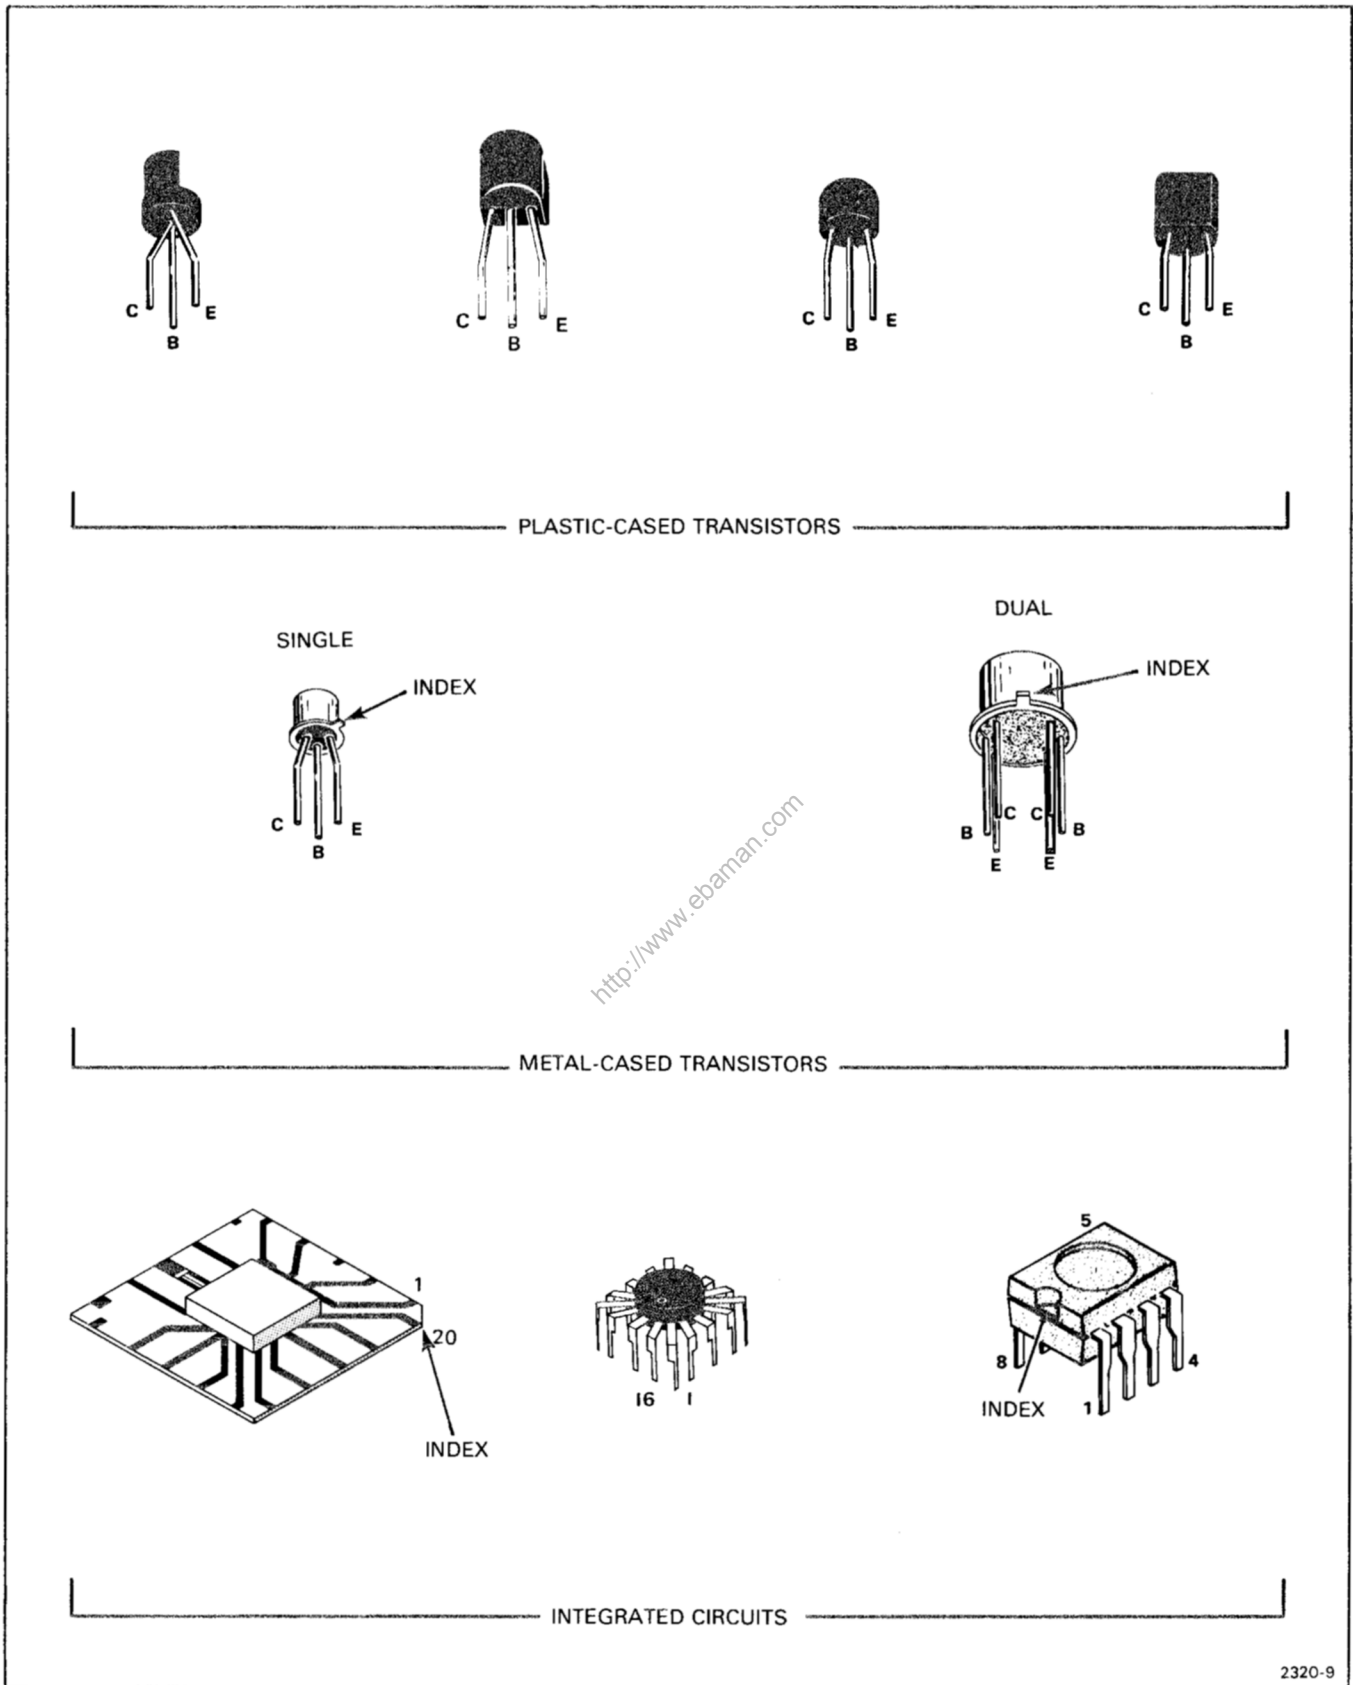 C
B
E
C
B
E
C
B
E
C
B
E
PLASTIC-CASED TRANSISTORS
SINGLE
INDEX
C
B
E
DUAL
INDEX
B
C
C
B
E
E
http://www.ebaman.com
METAL-CASED TRANSISTORS
1
20
INDEX
16
1
5
8
4
INDEX
1
INTEGRATED CIRCUITS
2320-9